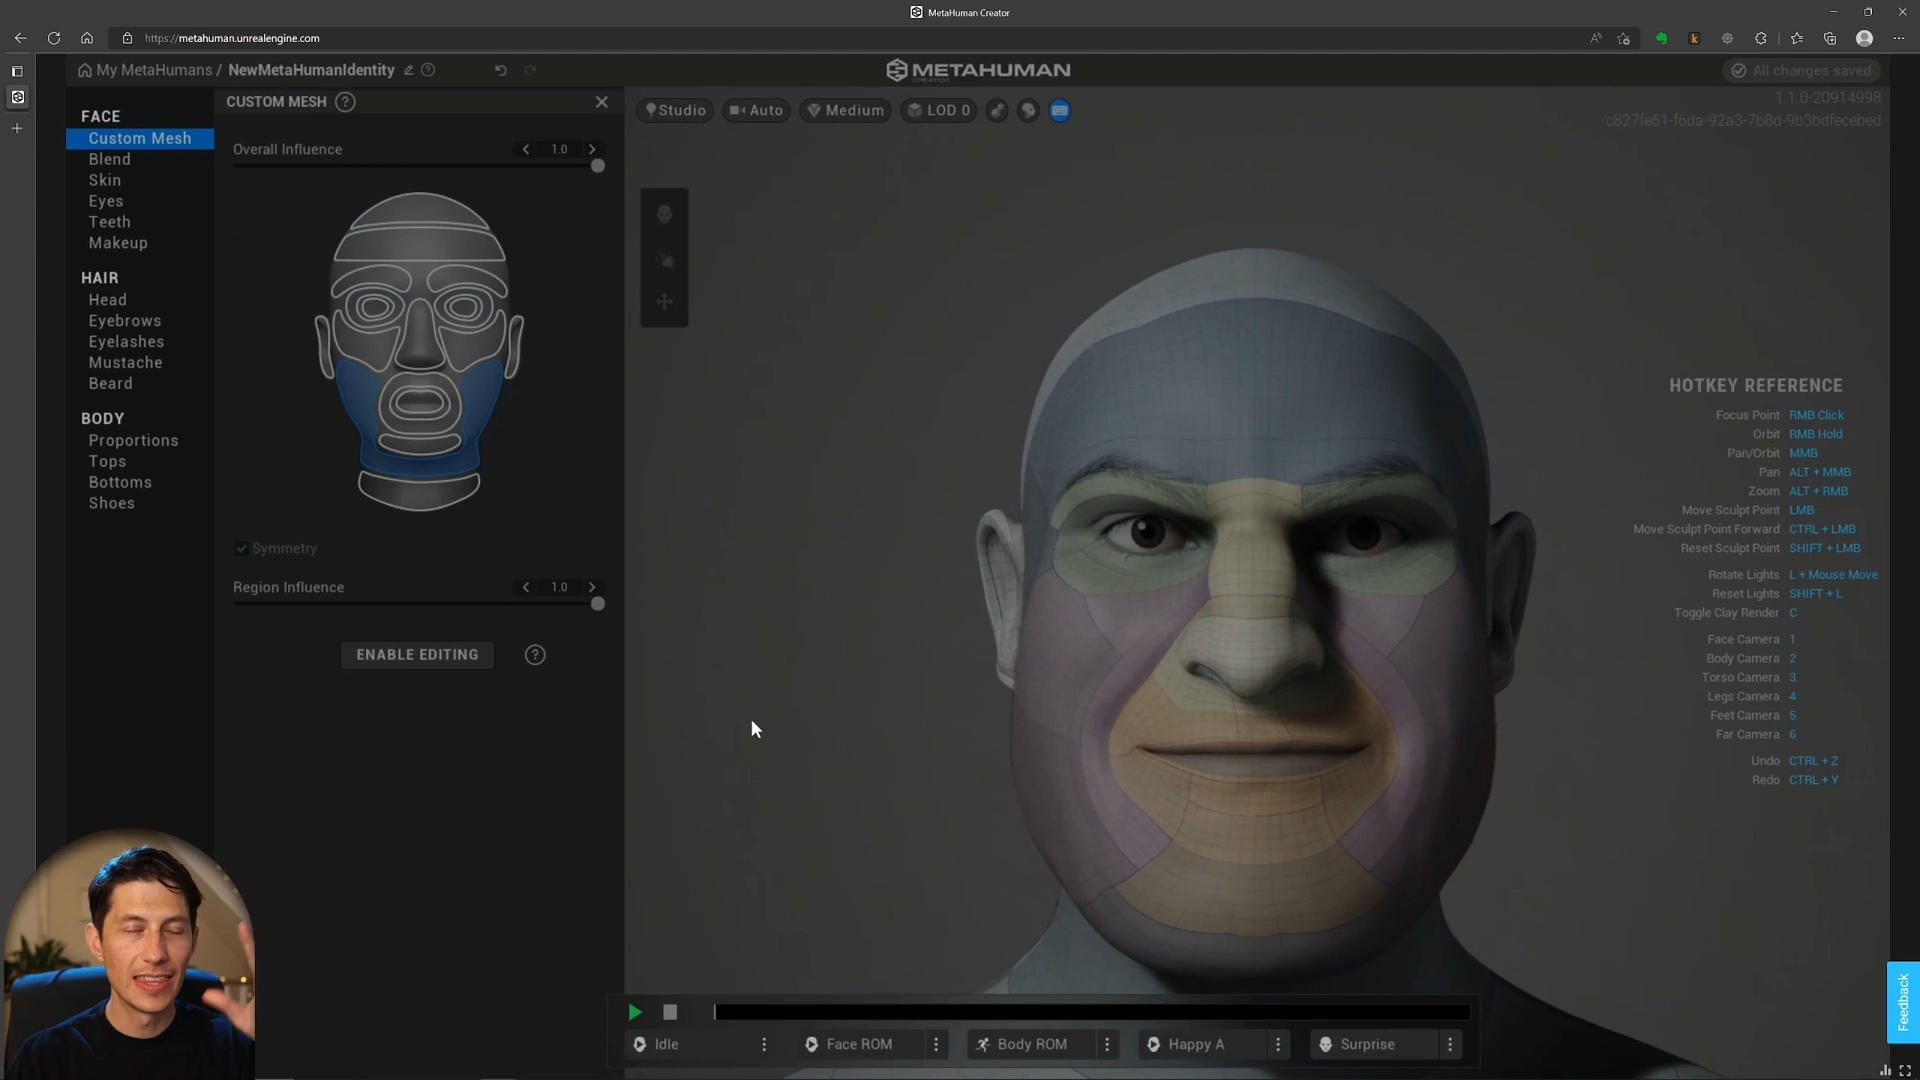 MetaHuman Creator
https://metahuman.unrealengine.com
My MetaHumans / NewMetaHumanIdentity
METAHUMAN
CREATOR
All changes saved
1.1.0-20914998
c827fe61-f6da-92a3-7b8d-9b3bdfecebed
FACE
Custom Mesh
Blend
Skin
Eyes
Teeth
Makeup
HAIR
Head
Eyebrows
Eyelashes
Mustache
Beard
BODY
Proportions
Tops
Bottoms
Shoes
CUSTOM MESH
Overall Influence 1.0
Symmetry
Region Influence 1.0
ENABLE EDITING
Studio Auto Medium LOD 0
HOTKEY REFERENCE
Focus Point RMB Click
Orbit RMB Hold
Pan/Orbit MMB
Pan ALT + MMB
Zoom ALT + RMB
Move Sculpt Point LMB
Move Sculpt Point Forward CTRL + LMB
Reset Sculpt Point SHIFT + LMB
Rotate Lights L + Mouse Move
Reset Lights SHIFT + L
Toggle Clay Render C
Face Camera 1
Body Camera 2
Torso Camera 3
Legs Camera 4
Feet Camera 5
Far Camera 6
Undo CTRL + Z
Redo CTRL + Y
Feedback
Idle Face ROM Body ROM Happy A Surprise